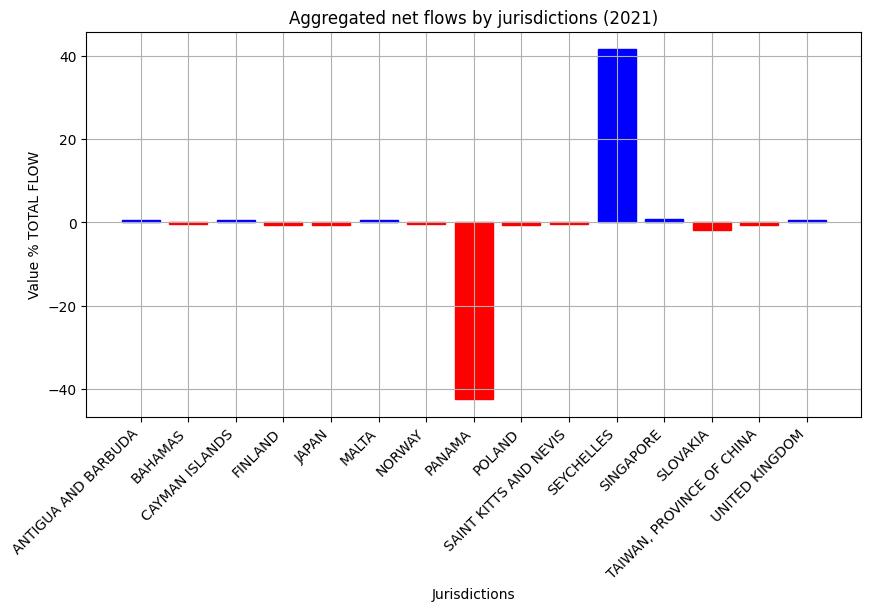 Aggregated net flows by jurisdictions (2021)
Value % TOTAL FLOW
40
20
0
−20
−40
ANTIGUA AND BARBUDA
BAHAMAS
CAYMAN ISLANDS
FINLAND
JAPAN
MALTA
NORWAY
PANAMA
POLAND
SAINT KITTS AND NEVIS
SEYCHELLES
SINGAPORE
SLOVAKIA
TAIWAN, PROVINCE OF CHINA
UNITED KINGDOM
Jurisdictions